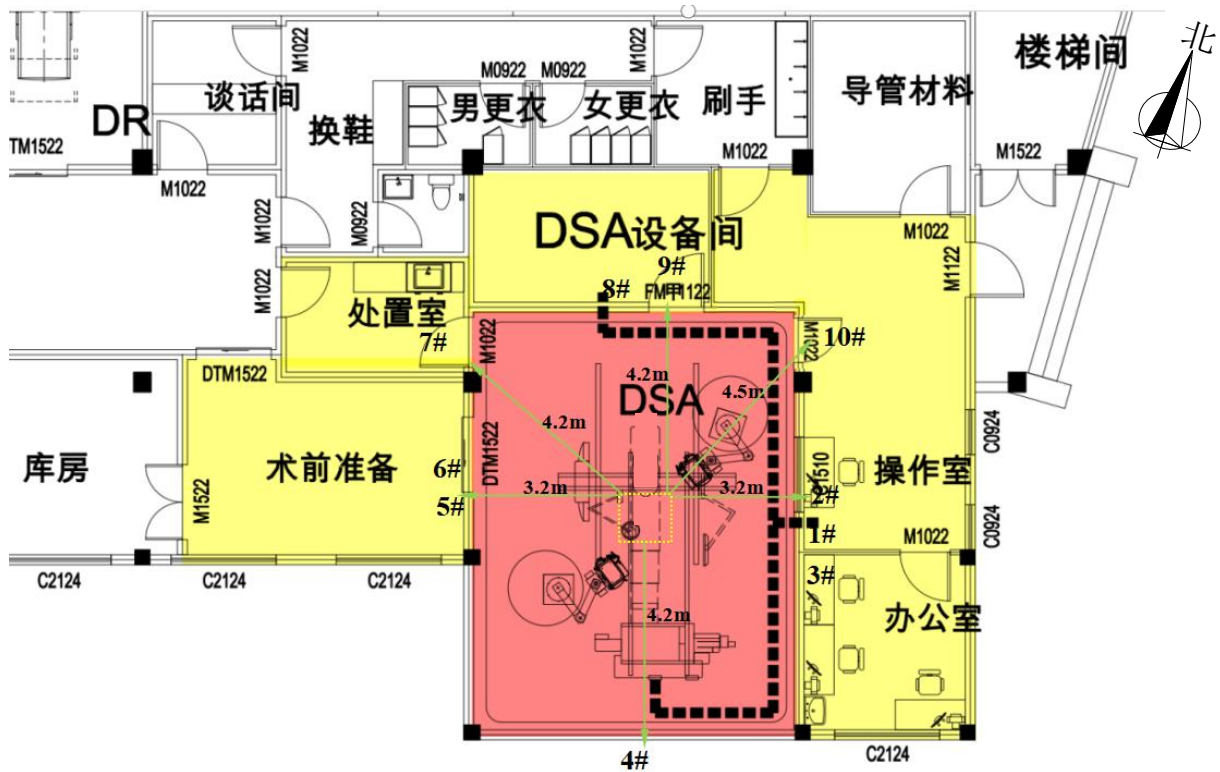 北
M1022
M0922
M0922
M1022
楼梯间
谈话间
男更衣
女更衣
刷手
导管材料
DR
换鞋
TM1522
M1022
M1022
M1522
M1022
M0922
DSA设备间
M1022
M1122
M1022
9#
8#
FM甲1122
处置室
7#
M1022
M1022
10#
DTM1522
4.2m
DSA
4.5m
C0924
4.2m
库房
术前准备
6#
DTM1522
操作室
M1522
5#
3.2m
3.2m
2#
1#
M1022
C0924
C2124
C2124
C2124
3#
4.2m
办公室
4#
C2124